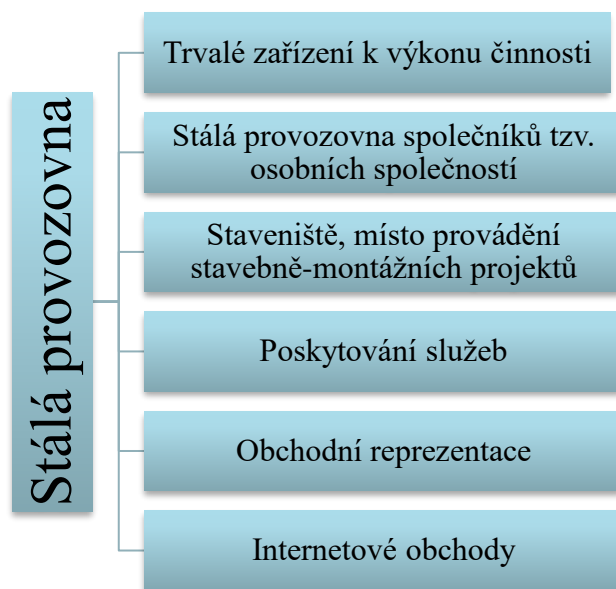 Stálá provozovna
Trvalé zařízení k výkonu činnosti
Stálá provozovna společníků tzv.
osobních společností
Staveniště, místo provádění
stavebně-montážních projektů
Poskytování služeb
Obchodní reprezentace
Internetové obchody